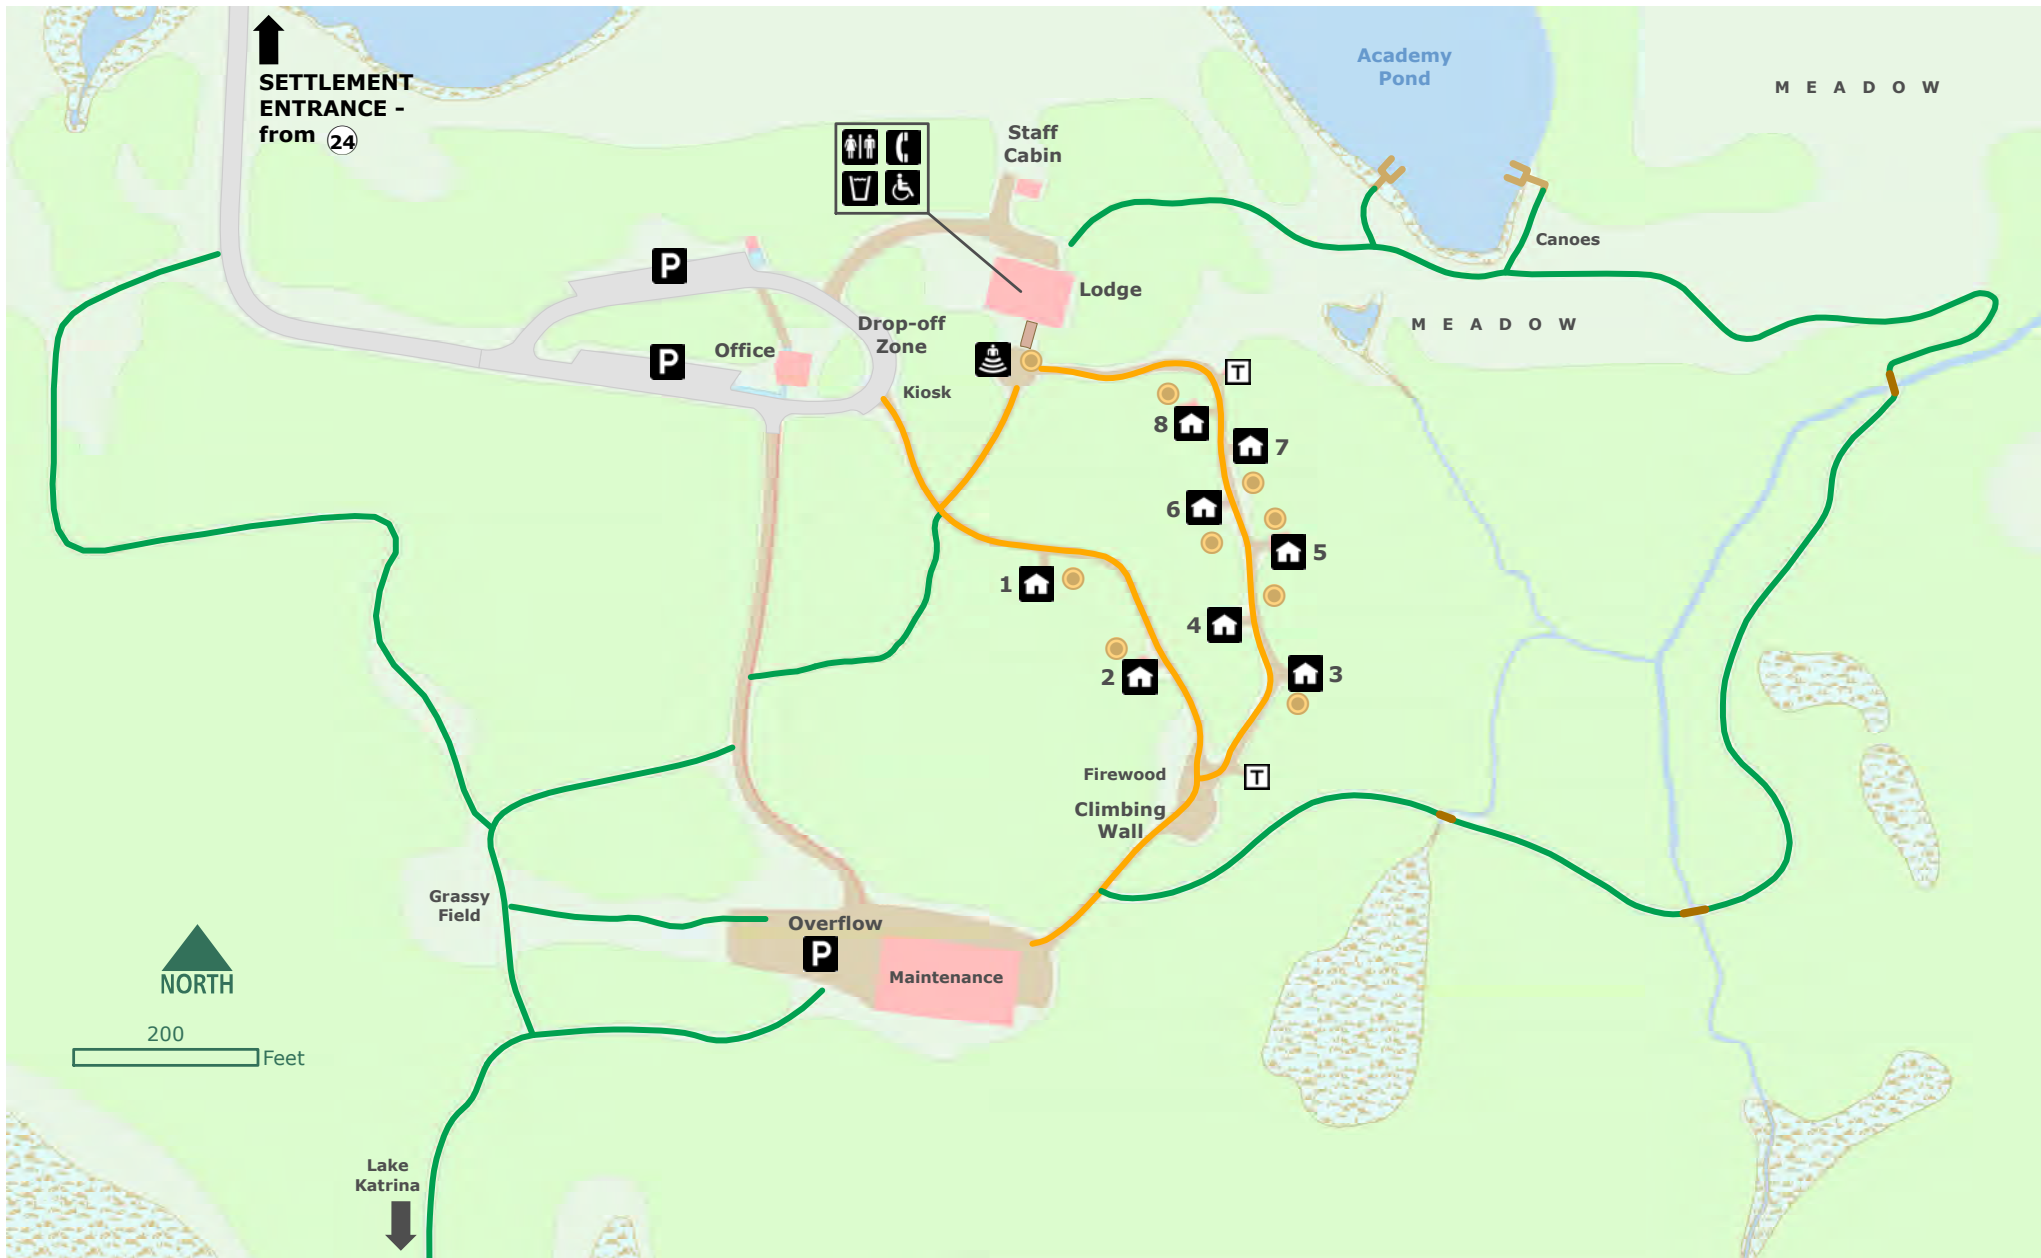 SETTLEMENT
ENTRANCE -
from 24
Academy
Pond
M E A D O W
Staff
Cabin
Canoes
P
Lodge
M E A D O W
Drop-off
Zone
Office
P
Kiosk
T
8
7
6
5
1
4
2
3
Firewood
T
Climbing
Wall
Grassy
Field
Overflow
P
Maintenance
NORTH
200
Feet
Lake
Katrina